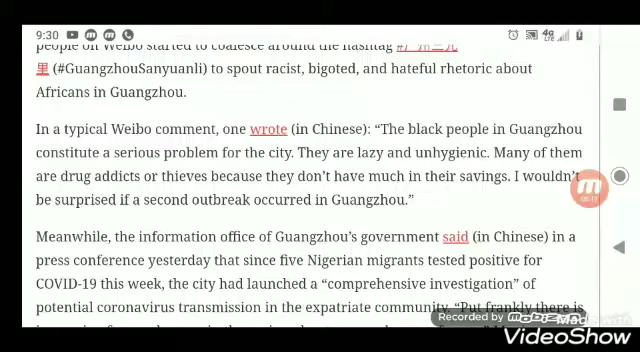 9:30
people on Weibo started to coalesce around the hashtag #广州三元
里 (#GuangzhouSanyuanli) to spout racist, bigoted, and hateful rhetoric about
Africans in Guangzhou.
In a typical Weibo comment, one wrote (in Chinese): “The black people in Guangzhou
constitute a serious problem for the city. They are lazy and unhygienic. Many of them
are drug addicts or thieves because they don’t have much in their savings. I wouldn’t
be surprised if a second outbreak occurred in Guangzhou.”
Meanwhile, the information office of Guangzhou’s government said (in Chinese) in a
press conference yesterday that since five Nigerian migrants tested positive for
COVID-19 this week, the city had launched a “comprehensive investigation” of
potential coronavirus transmission in the expatriate community. “Put frankly there is
Recorded by
VideoShow